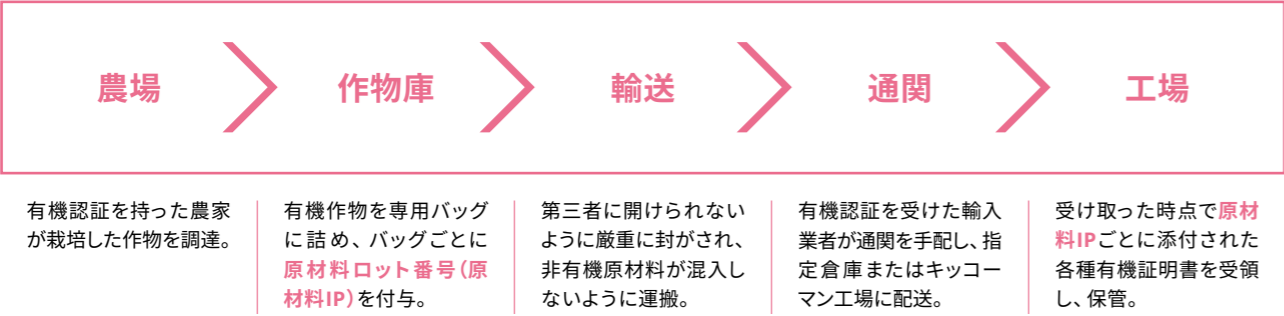 農場
作物庫
輸送
通関
工場
有機認証を持った農家
が栽培した作物を調達。
有機作物を専用バッグ
に詰め、バッグごとに
原材料ロット番号（原
材料IP）を付与。
第三者に開けられない
ように厳重に封がされ、
非有機原材料が混入し
ないように運搬。
有機認証を受けた輸入
業者が通関を手配し、指
定倉庫またはキッコー
マン工場に配送。
受け取った時点で原材
料IPごとに添付された
各種有機証明書を受領
し、保管。